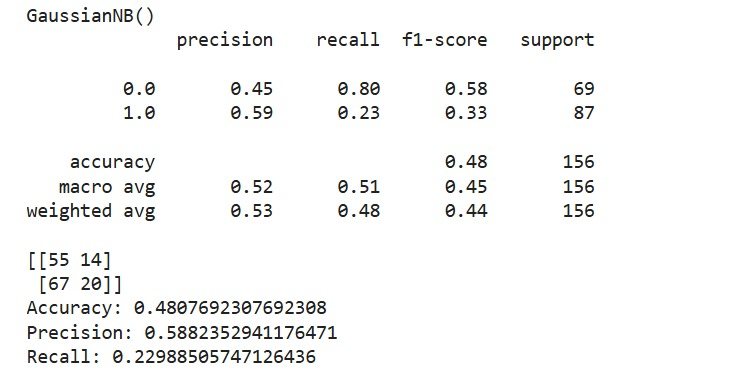 GaussianNB()
precision recall f1-score support
0.0 0.45 0.80 0.58 69
1.0 0.59 0.23 0.33 87
accuracy 0.48 156
macro avg 0.52 0.51 0.45 156
weighted avg 0.53 0.48 0.44 156
[[55 14]
[67 20]]
Accuracy: 0.4807692307692308
Precision: 0.5882352941176471
Recall: 0.22988505747126436